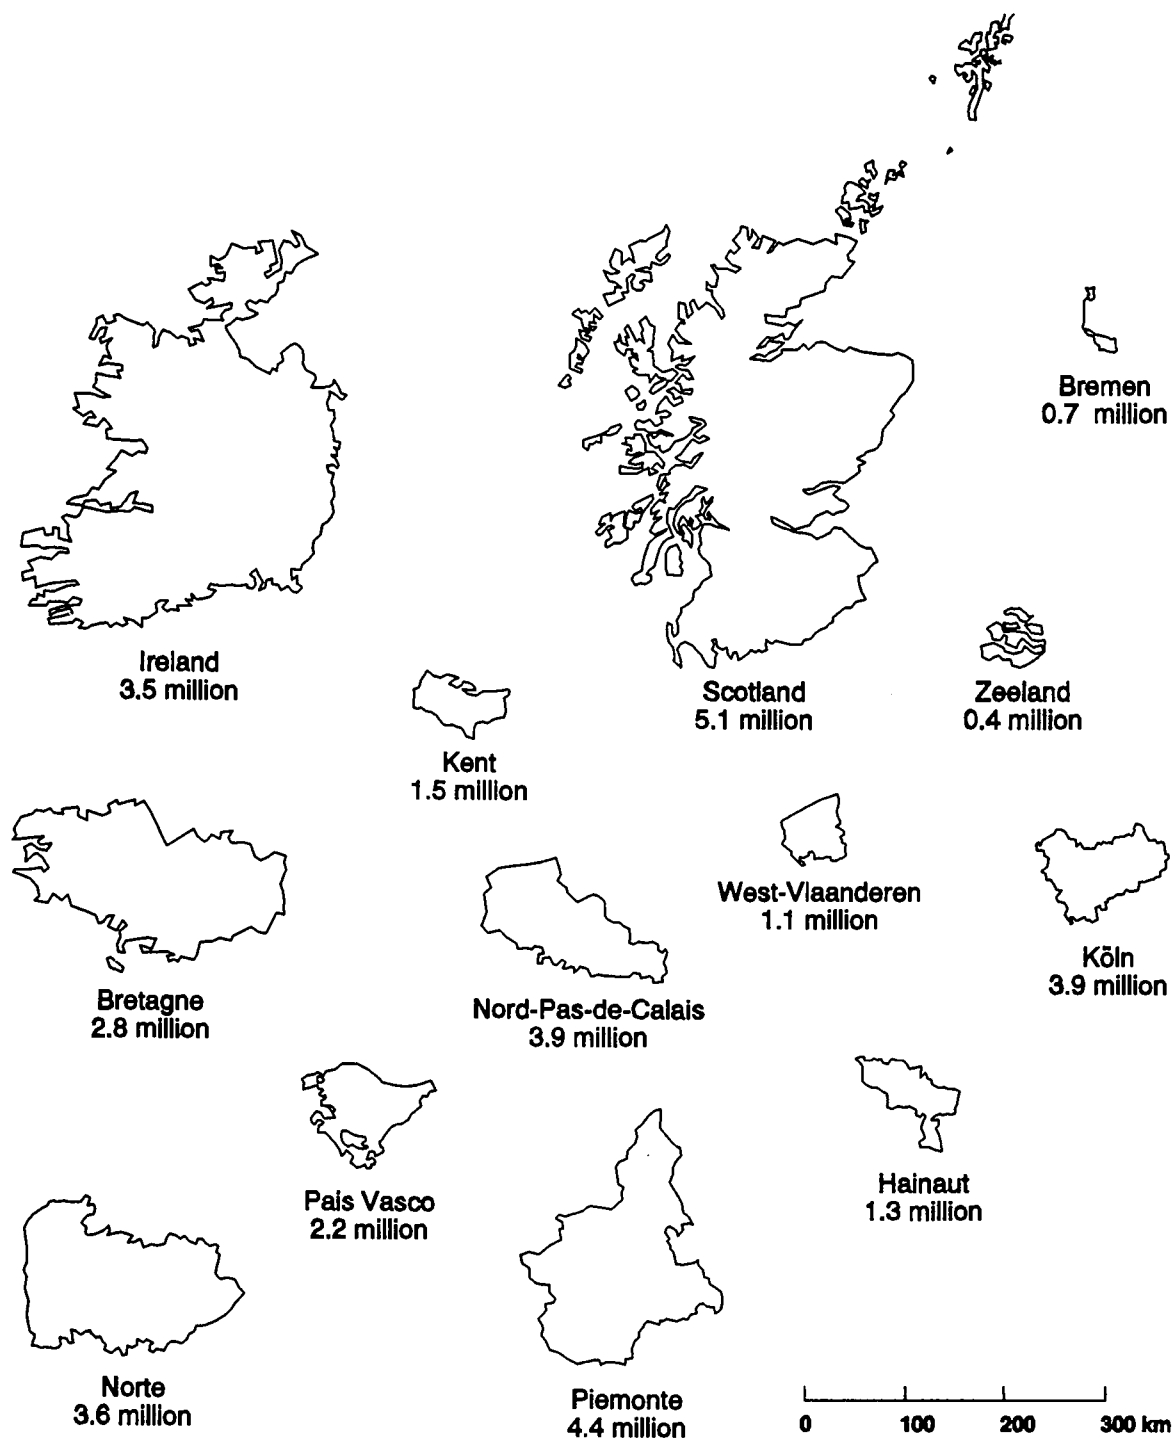 Bremen
0.7 million
Ireland
3.5 million
Scotland
5.1 million
Zeeland
0.4 million
Kent
1.5 million
West-Vlaanderen
1.1 million
Köln
3.9 million
Bretagne
2.8 million
Nord-Pas-de-Calais
3.9 million
Hainaut
1.3 million
Pais Vasco
2.2 million
Norte
3.6 million
Piemonte
4.4 million
0 100 200 300 km